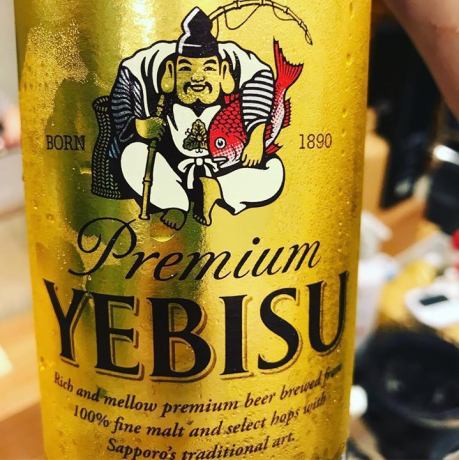 BORN 1890
Premium
YEBISU
Rich and mellow premium beer brewed from
100% fine malt and select hops with
Sapporo's traditional art.